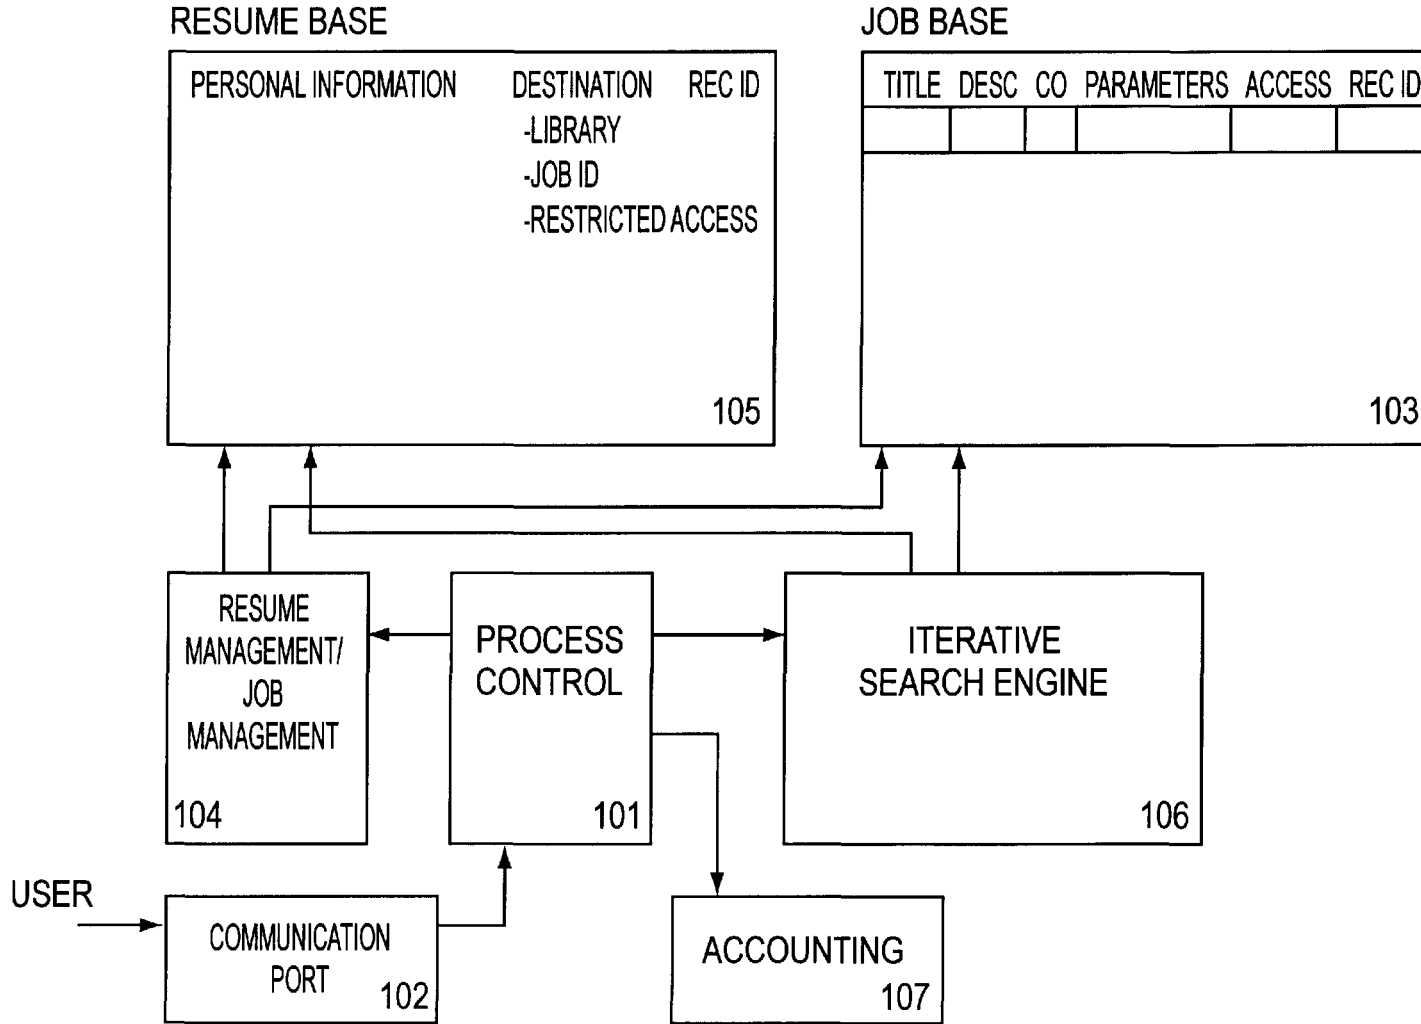 RESUME BASE
PERSONAL INFORMATION DESTINATION REC ID
-LIBRARY
-JOB ID
-RESTRICTED ACCESS
105
JOB BASE
TITLE DESC CO PARAMETERS ACCESS REC ID
103
RESUME
MANAGEMENT/
JOB
MANAGEMENT
104
PROCESS
CONTROL
101
ITERATIVE
SEARCH ENGINE
106
USER
COMMUNICATION
PORT
102
ACCOUNTING
107